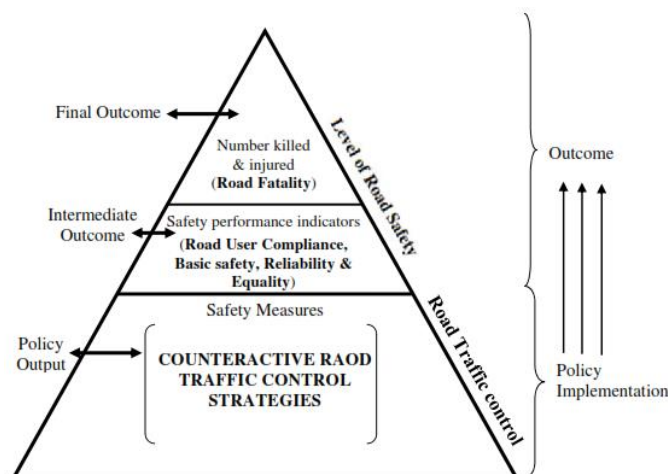 Final Outcome
Number killed
& injured
(Road Fatality)
Level of Road Safety
Outcome
Intermediate
Outcome
Safety performance indicators
(Road User Compliance,
Basic safety, Reliability &
Equality)
Safety Measures
Road Traffic control
Policy
Output
COUNTERACTIVE RAOD
TRAFFIC CONTROL
STRATEGIES
Policy
Implementation